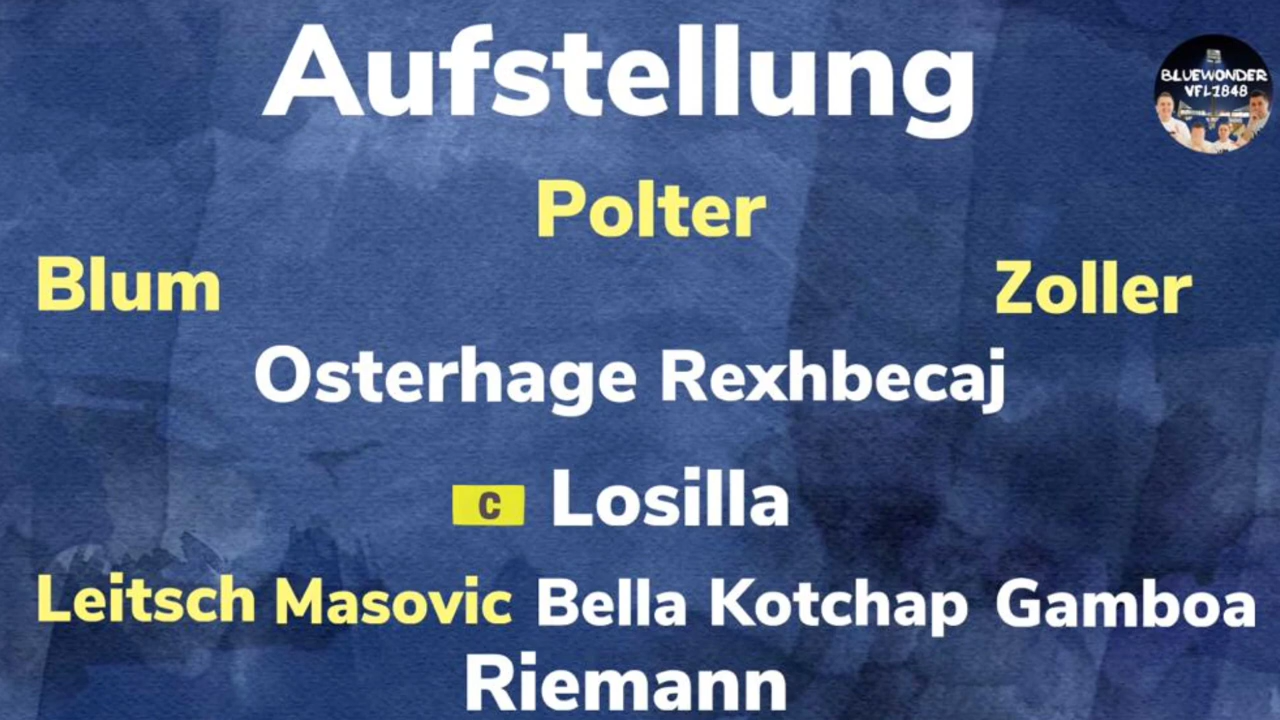 Aufstellung
BLUEWONDER
VFL1848
Polter
Blum
Zoller
Osterhage Rexhbecaj
C Losilla
Leitsch Masovic Bella Kotchap Gamboa
Riemann